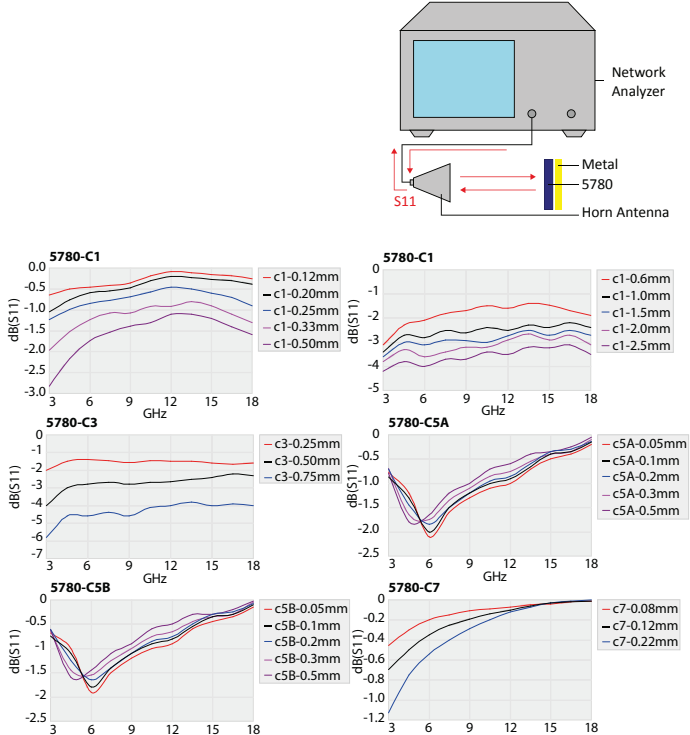 Network
Analyzer
Metal
5780
S11
Horn Antenna
5780-C1
dB(S11)
0.0
-0.5
-1.0
-1.5
-2.0
-2.5
-3.0
3 6 9 12 15 18
GHz
c1-0.12mm
c1-0.20mm
c1-0.25mm
c1-0.33mm
c1-0.50mm
5780-C1
dB(S11)
0
-1
-2
-3
-4
-5
3 6 9 12 15 18
c1-0.6mm
c1-1.0mm
c1-1.5mm
c1-2.0mm
c1-2.5mm
5780-C3
dB(S11)
0
-1
-2
-3
-4
-5
-6
-7
3 6 9 12 15 18
GHz
c3-0.25mm
c3-0.50mm
c3-0.75mm
5780-C5A
dB(S11)
0
-0.5
-1.0
-1.5
-2.0
-2.5
3 6 9 12 15 18
GHz
c5A-0.05mm
c5A-0.1mm
c5A-0.2mm
c5A-0.3mm
c5A-0.5mm
5780-C5B
dB(S11)
0
-.5
-1
-1.5
-2
-2.5
3 6 9 12 15 18
c5B-0.05mm
c5B-0.1mm
c5B-0.2mm
c5B-0.3mm
c5B-0.5mm
5780-C7
dB(S11)
0
-0.2
-0.4
-0.6
-0.8
-1.0
-1.2
3 6 9 12 15 18
c7-0.08mm
c7-0.12mm
c7-0.22mm